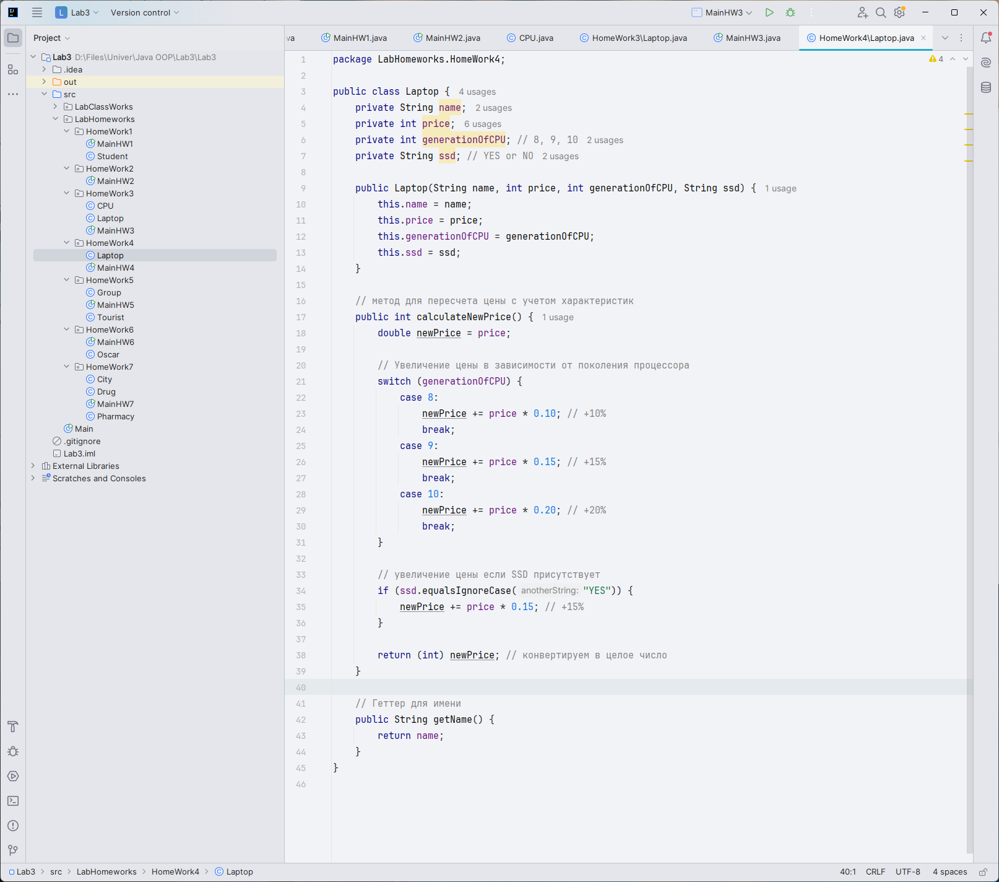 Lab3 Version control MainHW3
Project
va MainHW1.java MainHW2.java CPU.java HomeWork3\Laptop.java MainHW3.java HomeWork4\Laptop.java
Lab3 D:\Files\Univer\Java OOP\Lab3\Lab3
.idea
out
src
LabClassWorks
LabHomeworks
HomeWork1
MainHW1
Student
HomeWork2
MainHW2
HomeWork3
CPU
Laptop
MainHW3
HomeWork4
Laptop
MainHW4
HomeWork5
Group
MainHW5
Tourist
HomeWork6
MainHW6
Oscar
HomeWork7
City
Drug
MainHW7
Pharmacy
Main
.gitignore
Lab3.iml
External Libraries
Scratches and Consoles
4
1 package LabHomeworks.HomeWork4;
2
3 public class Laptop { 4 usages
4 private String name; 2 usages
5 private int price; 6 usages
6 private int generationOfCPU; // 8, 9, 10 2 usages
7 private String ssd; // YES or NO 2 usages
8
9 public Laptop(String name, int price, int generationOfCPU, String ssd) { 1 usage
10 this.name = name;
11 this.price = price;
12 this.generationOfCPU = generationOfCPU;
13 this.ssd = ssd;
14 }
15
16 // метод для пересчета цены с учетом характеристик
17 public int calculateNewPrice() { 1 usage
18 double newPrice = price;
19
20 // Увеличение цены в зависимости от поколения процессора
21 switch (generationOfCPU) {
22 case 8:
23 newPrice += price * 0.10; // +10%
24 break;
25 case 9:
26 newPrice += price * 0.15; // +15%
27 break;
28 case 10:
29 newPrice += price * 0.20; // +20%
30 break;
31 }
32
33 // увеличение цены если SSD присутствует
34 if (ssd.equalsIgnoreCase( anotherString: "YES")) {
35 newPrice += price * 0.15; // +15%
36 }
37
38 return (int) newPrice; // конвертируем в целое число
39 }
40
41 // Геттер для имени
42 public String getName() {
43 return name;
44 }
45 }
46
Lab3 > src > LabHomeworks > HomeWork4 > Laptop 40:1 CRLF UTF-8 4 spaces